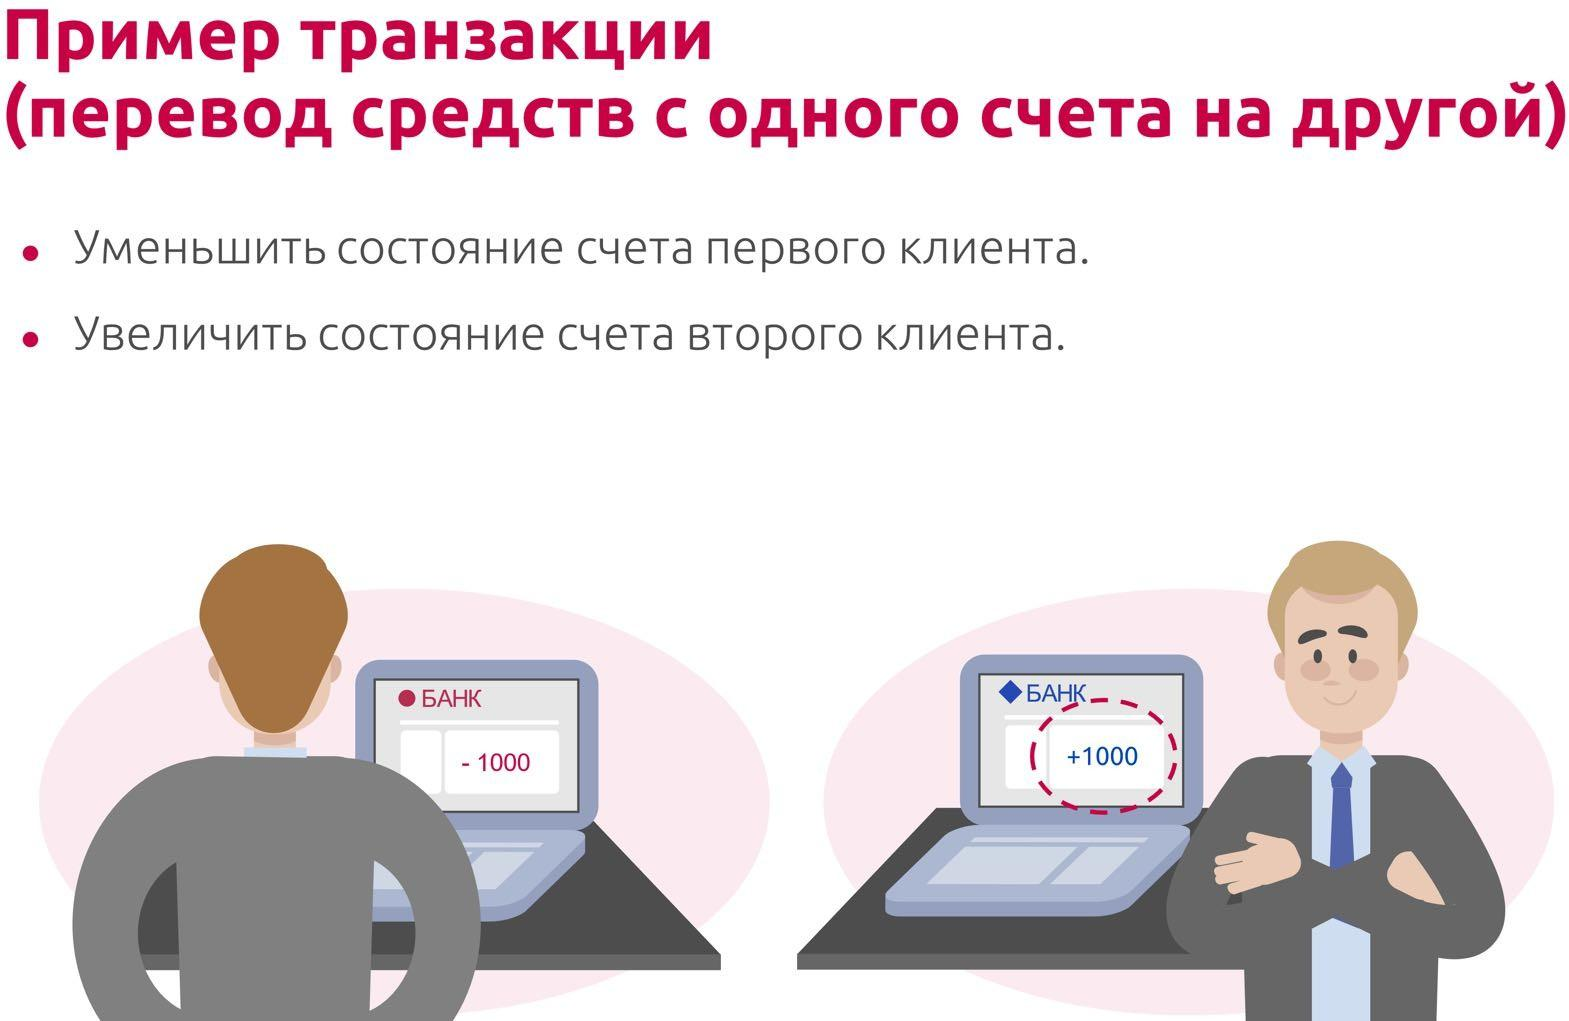 Пример транзакции
(перевод средств с одного счета на другой)
• Уменьшить состояние счета первого клиента.
• Увеличить состояние счета второго клиента.
БАНК
- 1000
БАНК
+1000